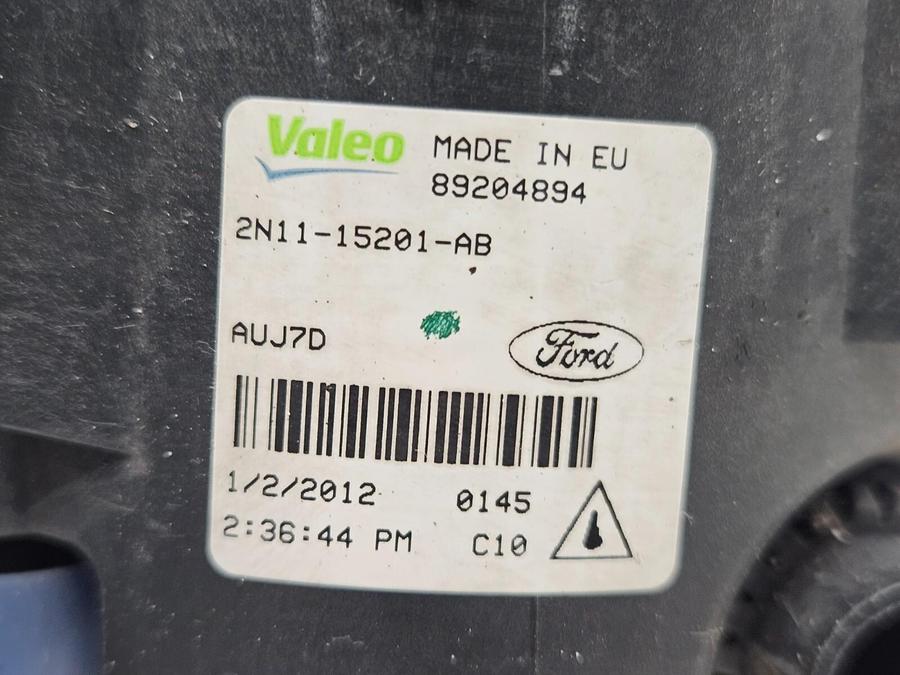 Valeo MADE IN EU
89204894
2N11-15201-AB
AUJ7D
Ford
1/2/2012 0145
2:36:44 PM C10